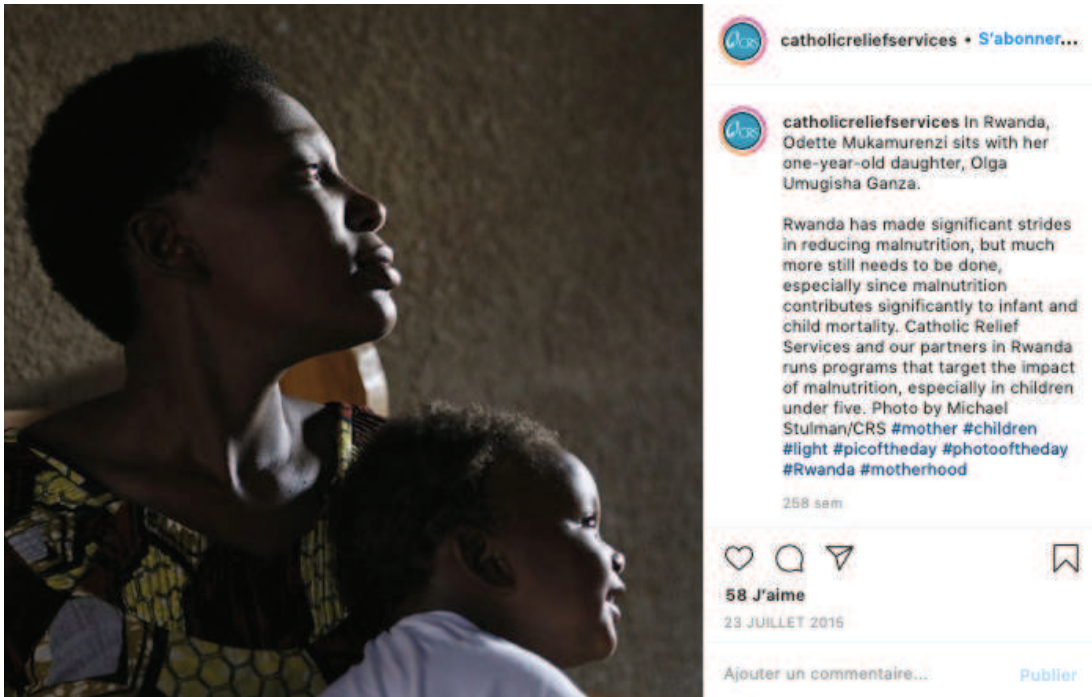 CRS
catholicreliefservices • S'abonner...
CRS
catholicreliefservices In Rwanda,
Odette Mukamurenzi sits with her
one-year-old daughter, Olga
Umugisha Ganza.
Rwanda has made significant strides
in reducing malnutrition, but much
more still needs to be done,
especially since malnutrition
contributes significantly to infant and
child mortality. Catholic Relief
Services and our partners in Rwanda
runs programs that target the impact
of malnutrition, especially in children
under five. Photo by Michael
Stulman/CRS #mother #children
#light #picoftheday #photooftheday
#Rwanda #motherhood
258 sem
58 J'aime
23 JUILLET 2016
Ajouter un commentaire...
Publier